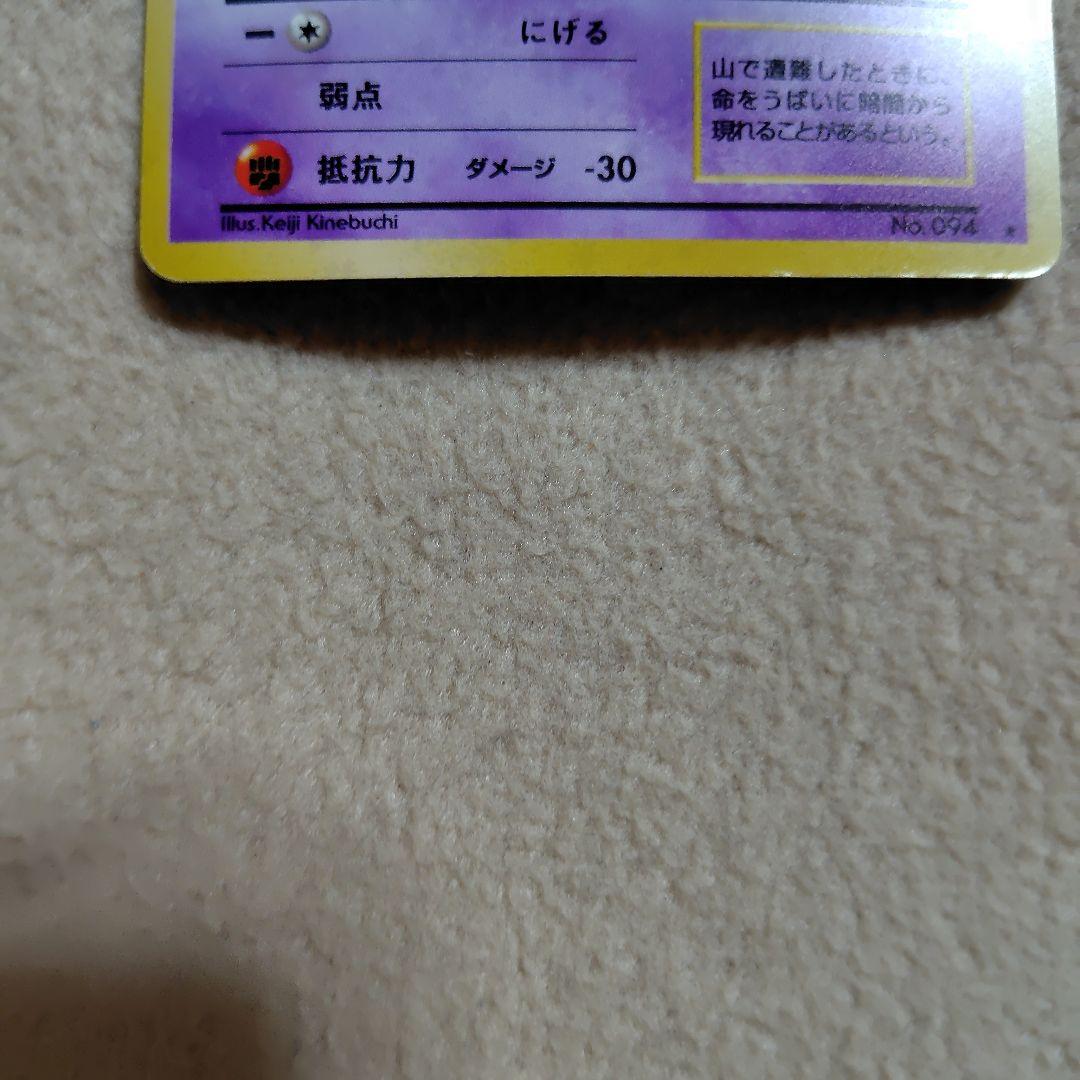 にげる
弱点
抵抗力 ダメージ -30
山で遭難したときに、
命をうばいに暗闇から
現れることがあるという。
Illus.Keiji Kinebuchi
No.094